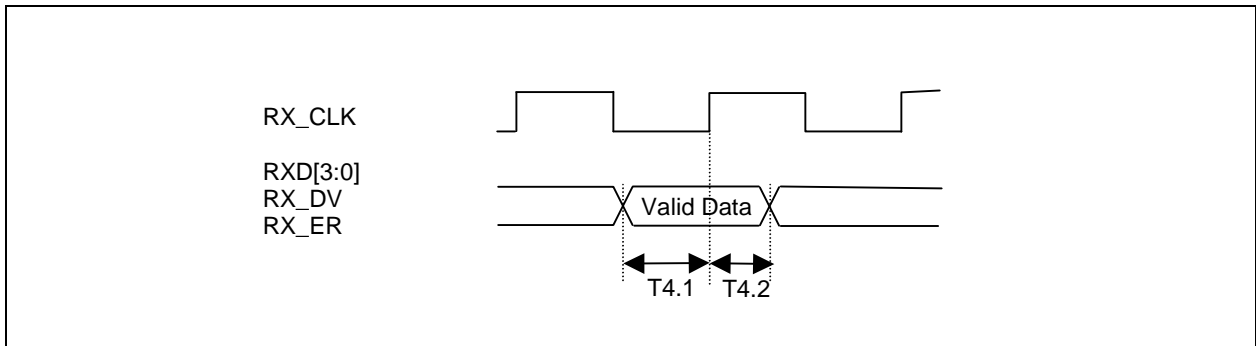 RX_CLK
RXD[3:0]
RX_DV
RX_ER
Valid Data
T4.1
T4.2